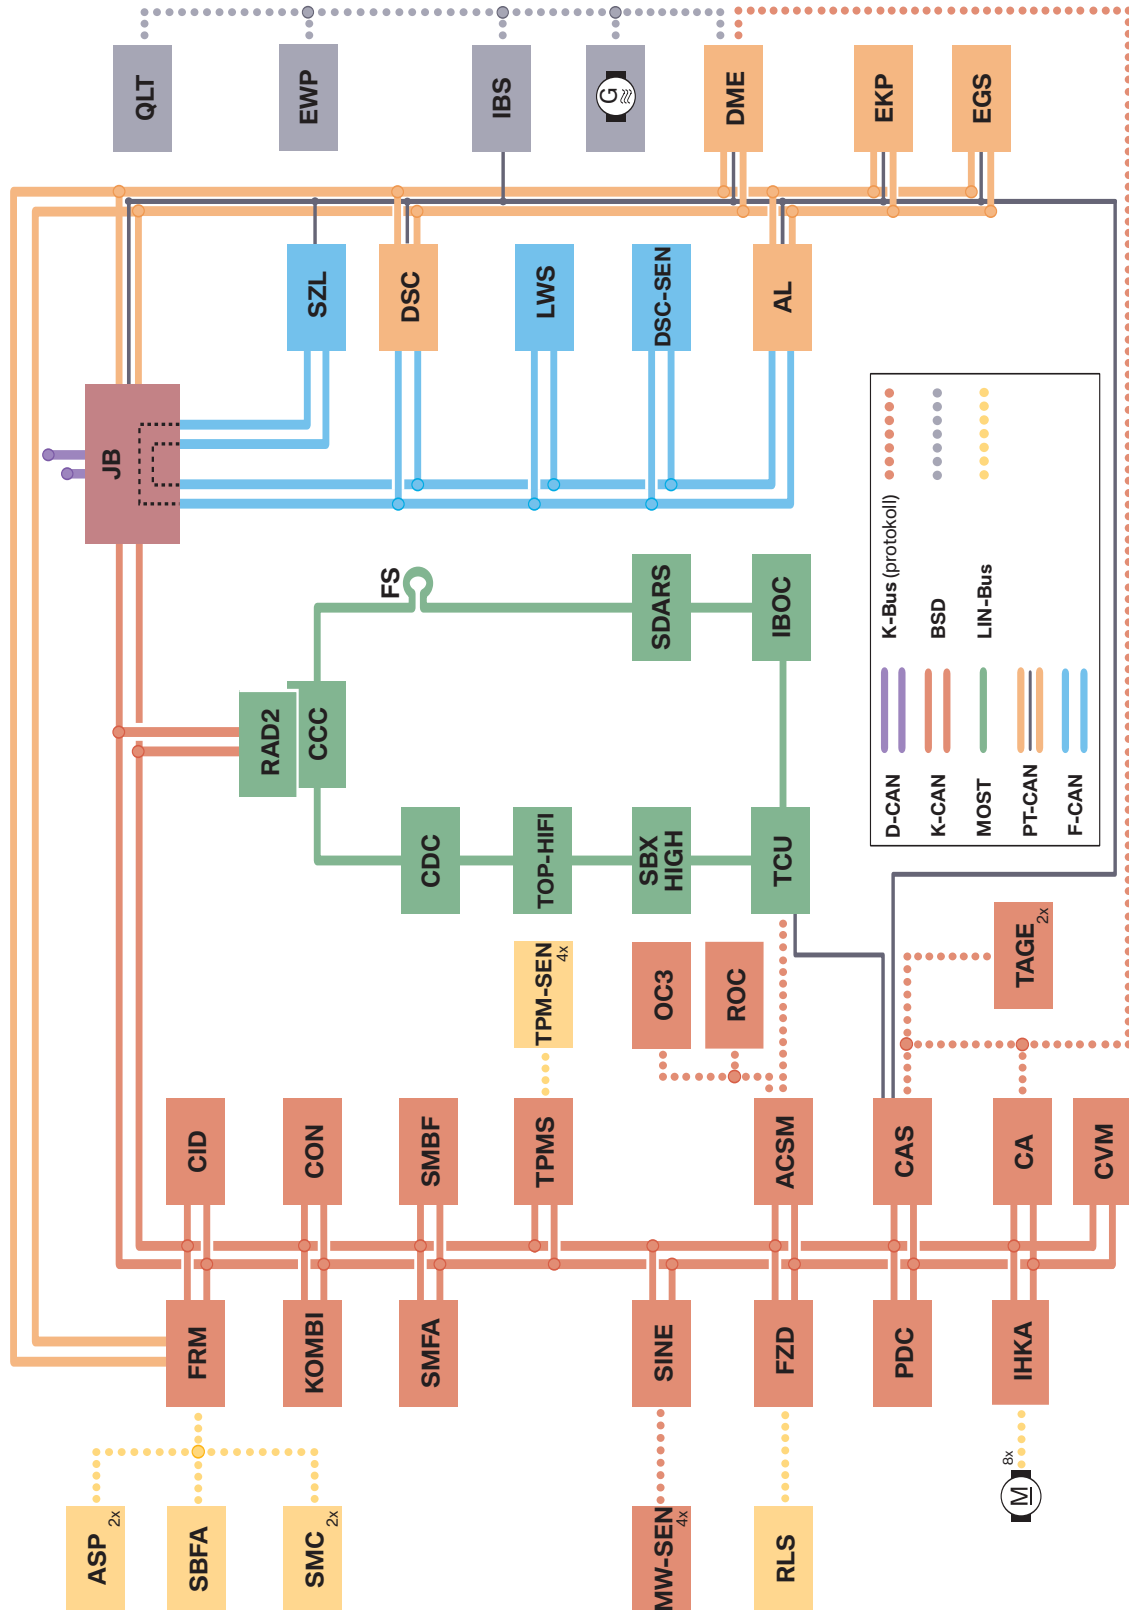 QLT
EWP
IBS
G
DME
EKP
EGS
SZL
DSC
LWS
DSC-SEN
AL
JB
FS
RAD2
CCC
SDARS
IBOC
CDC
TOP-HIFI
SBX
HIGH
TCU
D-CAN
K-CAN
MOST
PT-CAN
F-CAN
K-Bus (protokoll)
BSD
LIN-Bus
TPM-SEN
4x
OC3
ROC
TAGE
2x
CID
CON
SMBF
TPMS
ACSM
CAS
CA
CVM
FRM
KOMBI
SMFA
SINE
FZD
PDC
IHKA
ASP
2x
SBFA
SMC
2x
MW-SEN
4x
RLS
M
8x